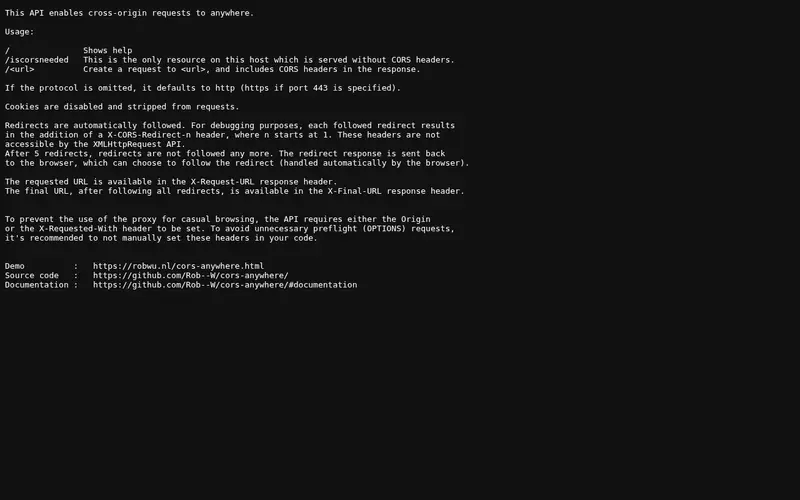 This API enables cross-origin requests to anywhere.
Usage:
/               Shows help
/iscorsneeded   This is the only resource on this host which is served without CORS headers.
/<url>          Create a request to <url>, and includes CORS headers in the response.
If the protocol is omitted, it defaults to http (https if port 443 is specified).
Cookies are disabled and stripped from requests.
Redirects are automatically followed. For debugging purposes, each followed redirect results
in the addition of a X-CORS-Redirect-n header, where n starts at 1. These headers are not
accessible by the XMLHttpRequest API.
After 5 redirects, redirects are not followed any more. The redirect response is sent back
to the browser, which can choose to follow the redirect (handled automatically by the browser).
The requested URL is available in the X-Request-URL response header.
The final URL, after following all redirects, is available in the X-Final-URL response header.
To prevent the use of the proxy for casual browsing, the API requires either the Origin
or the X-Requested-With header to be set. To avoid unnecessary preflight (OPTIONS) requests,
it's recommended to not manually set these headers in your code.
Demo          :   https://robwu.nl/cors-anywhere.html
Source code   :   https://github.com/Rob--W/cors-anywhere/
Documentation :   https://github.com/Rob--W/cors-anywhere/#documentation